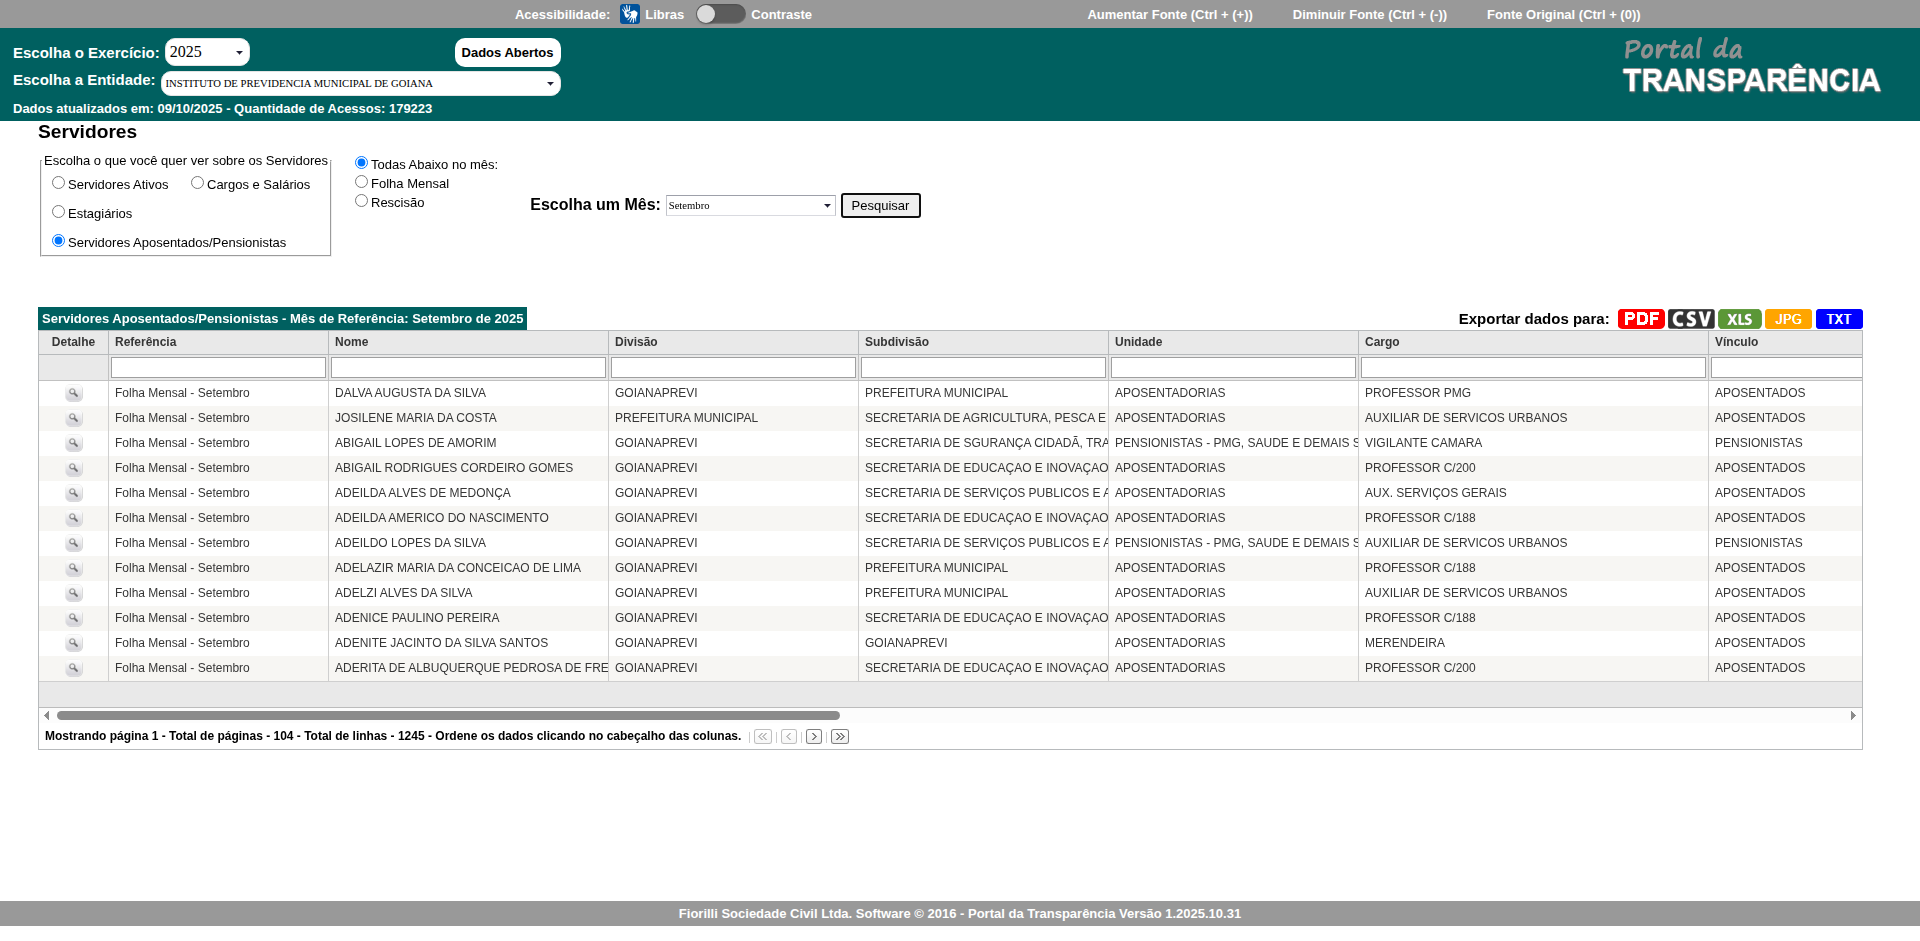 Acessibilidade: Libras Contraste Aumentar Fonte (Ctrl + (+)) Diminuir Fonte (Ctrl + (-)) Fonte Original (Ctrl + (0))
Escolha o Exercício: 2025 Dados Abertos
Escolha a Entidade: INSTITUTO DE PREVIDENCIA MUNICIPAL DE GOIANA
Dados atualizados em: 09/10/2025 - Quantidade de Acessos: 179223
Portal da
TRANSPARÊNCIA
Servidores
Escolha o que você quer ver sobre os Servidores
Servidores Ativos Cargos e Salários
Estagiários
Servidores Aposentados/Pensionistas
Todas Abaixo no mês:
Folha Mensal
Rescisão
Escolha um Mês: Setembro Pesquisar
Servidores Aposentados/Pensionistas - Mês de Referência: Setembro de 2025
Exportar dados para: PDF CSV XLS JPG TXT
Detalhe Referência Nome Divisão Subdivisão Unidade Cargo Vínculo
Folha Mensal - Setembro DALVA AUGUSTA DA SILVA GOIANAPREVI PREFEITURA MUNICIPAL APOSENTADORIAS PROFESSOR PMG APOSENTADOS
Folha Mensal - Setembro JOSILENE MARIA DA COSTA PREFEITURA MUNICIPAL SECRETARIA DE AGRICULTURA, PESCA E APOSENTADORIAS AUXILIAR DE SERVICOS URBANOS APOSENTADOS
Folha Mensal - Setembro ABIGAIL LOPES DE AMORIM GOIANAPREVI SECRETARIA DE SGURANÇA CIDADÃ, TRA PENSIONISTAS - PMG, SAUDE E DEMAIS S VIGILANTE CAMARA PENSIONISTAS
Folha Mensal - Setembro ABIGAIL RODRIGUES CORDEIRO GOMES GOIANAPREVI SECRETARIA DE EDUCAÇAO E INOVAÇAO APOSENTADORIAS PROFESSOR C/200 APOSENTADOS
Folha Mensal - Setembro ADEILDA ALVES DE MEDONÇA GOIANAPREVI SECRETARIA DE SERVIÇOS PUBLICOS E A APOSENTADORIAS AUX. SERVIÇOS GERAIS APOSENTADOS
Folha Mensal - Setembro ADEILDA AMERICO DO NASCIMENTO GOIANAPREVI SECRETARIA DE EDUCAÇAO E INOVAÇAO APOSENTADORIAS PROFESSOR C/188 APOSENTADOS
Folha Mensal - Setembro ADEILDO LOPES DA SILVA GOIANAPREVI SECRETARIA DE SERVIÇOS PUBLICOS E A PENSIONISTAS - PMG, SAUDE E DEMAIS S AUXILIAR DE SERVICOS URBANOS PENSIONISTAS
Folha Mensal - Setembro ADELAZIR MARIA DA CONCEICAO DE LIMA GOIANAPREVI PREFEITURA MUNICIPAL APOSENTADORIAS PROFESSOR C/188 APOSENTADOS
Folha Mensal - Setembro ADELZI ALVES DA SILVA GOIANAPREVI PREFEITURA MUNICIPAL APOSENTADORIAS AUXILIAR DE SERVICOS URBANOS APOSENTADOS
Folha Mensal - Setembro ADENICE PAULINO PEREIRA GOIANAPREVI SECRETARIA DE EDUCAÇAO E INOVAÇAO APOSENTADORIAS PROFESSOR C/188 APOSENTADOS
Folha Mensal - Setembro ADENITE JACINTO DA SILVA SANTOS GOIANAPREVI GOIANAPREVI APOSENTADORIAS MERENDEIRA APOSENTADOS
Folha Mensal - Setembro ADERITA DE ALBUQUERQUE PEDROSA DE FRE GOIANAPREVI SECRETARIA DE EDUCAÇAO E INOVAÇAO APOSENTADORIAS PROFESSOR C/200 APOSENTADOS
Mostrando página 1 - Total de páginas - 104 - Total de linhas - 1245 - Ordene os dados clicando no cabeçalho das colunas.
Fiorilli Sociedade Civil Ltda. Software © 2016 - Portal da Transparência Versão 1.2025.10.31